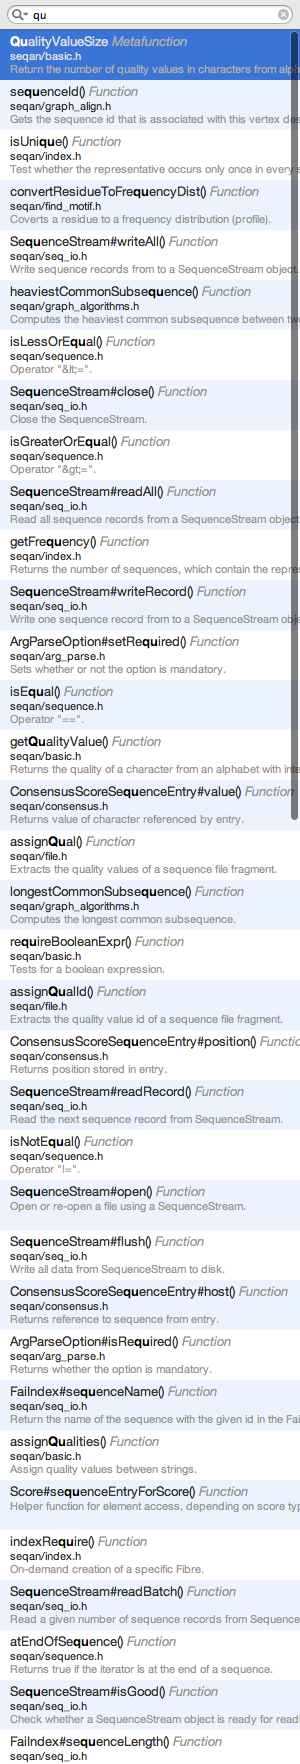 qu
QualityValueSize Metafunction
seqan/basic.h
Return the number of quality values in characters from alph
sequenceId() Function
seqan/graph_align.h
Gets the sequence id that is associated with this vertex des
isUnique() Function
seqan/index.h
Test whether the representative occurs only once in every s
convertResidueToFrequencyDist() Function
seqan/find_motif.h
Coverts a residue to a frequency distribution (profile).
SequenceStream#writeAll() Function
seqan/seq_io.h
Write sequence records from to a SequenceStream object.
heaviestCommonSubsequence() Function
seqan/graph_algorithms.h
Computes the heaviest common subsequence between two
isLessOrEqual() Function
seqan/sequence.h
Operator "&lt;=".
SequenceStream#close() Function
seqan/seq_io.h
Close the SequenceStream.
isGreaterOrEqual() Function
seqan/sequence.h
Operator "&gt;=".
SequenceStream#readAll() Function
seqan/seq_io.h
Read all sequence records from a SequenceStream object
getFrequency() Function
seqan/index.h
Returns the number of sequences, which contain the repres
SequenceStream#writeRecord() Function
seqan/seq_io.h
Write one sequence record from to a SequenceStream obje
ArgParseOption#setRequired() Function
seqan/arg_parse.h
Sets whether or not the option is mandatory.
isEqual() Function
seqan/sequence.h
Operator "==".
getQualityValue() Function
seqan/basic.h
Returns the quality of a character from an alphabet with inte
ConsensusScoreSequenceEntry#value() Function
seqan/consensus.h
Returns value of character referenced by entry.
assignQual() Function
seqan/file.h
Extracts the quality values of a sequence file fragment.
longestCommonSubsequence() Function
seqan/graph_algorithms.h
Computes the longest common subsequence.
requireBooleanExpr() Function
seqan/basic.h
Tests for a boolean expression.
assignQualId() Function
seqan/file.h
Extracts the quality value id of a sequence file fragment.
ConsensusScoreSequenceEntry#position() Functio
seqan/consensus.h
Returns position stored in entry.
SequenceStream#readRecord() Function
seqan/seq_io.h
Read the next sequence record from SequenceStream.
isNotEqual() Function
seqan/sequence.h
Operator "!=".
SequenceStream#open() Function
Open or re-open a file using a SequenceStream.
SequenceStream#flush() Function
seqan/seq_io.h
Write all data from SequenceStream to disk.
ConsensusScoreSequenceEntry#host() Function
seqan/consensus.h
Returns reference to sequence from entry.
ArgParseOption#isRequired() Function
seqan/arg_parse.h
Returns whether the option is mandatory.
FaiIndex#sequenceName() Function
seqan/seq_io.h
Return the name of the sequence with the given id in the Fai
assignQualities() Function
seqan/basic.h
Assign quality values between strings.
Score#sequenceEntryForScore() Function
Helper function for element access, depending on score typ
indexRequire() Function
seqan/index.h
On-demand creation of a specific Fibre.
SequenceStream#readBatch() Function
seqan/seq_io.h
Read a given number of sequence records from Sequence
atEndOfSequence() Function
seqan/sequence.h
Returns true if the iterator is at the end of a sequence.
SequenceStream#isGood() Function
seqan/seq_io.h
Check whether a SequenceStream object is ready for readi
FaiIndex#sequenceLength() Function
seqan/seq_io.h